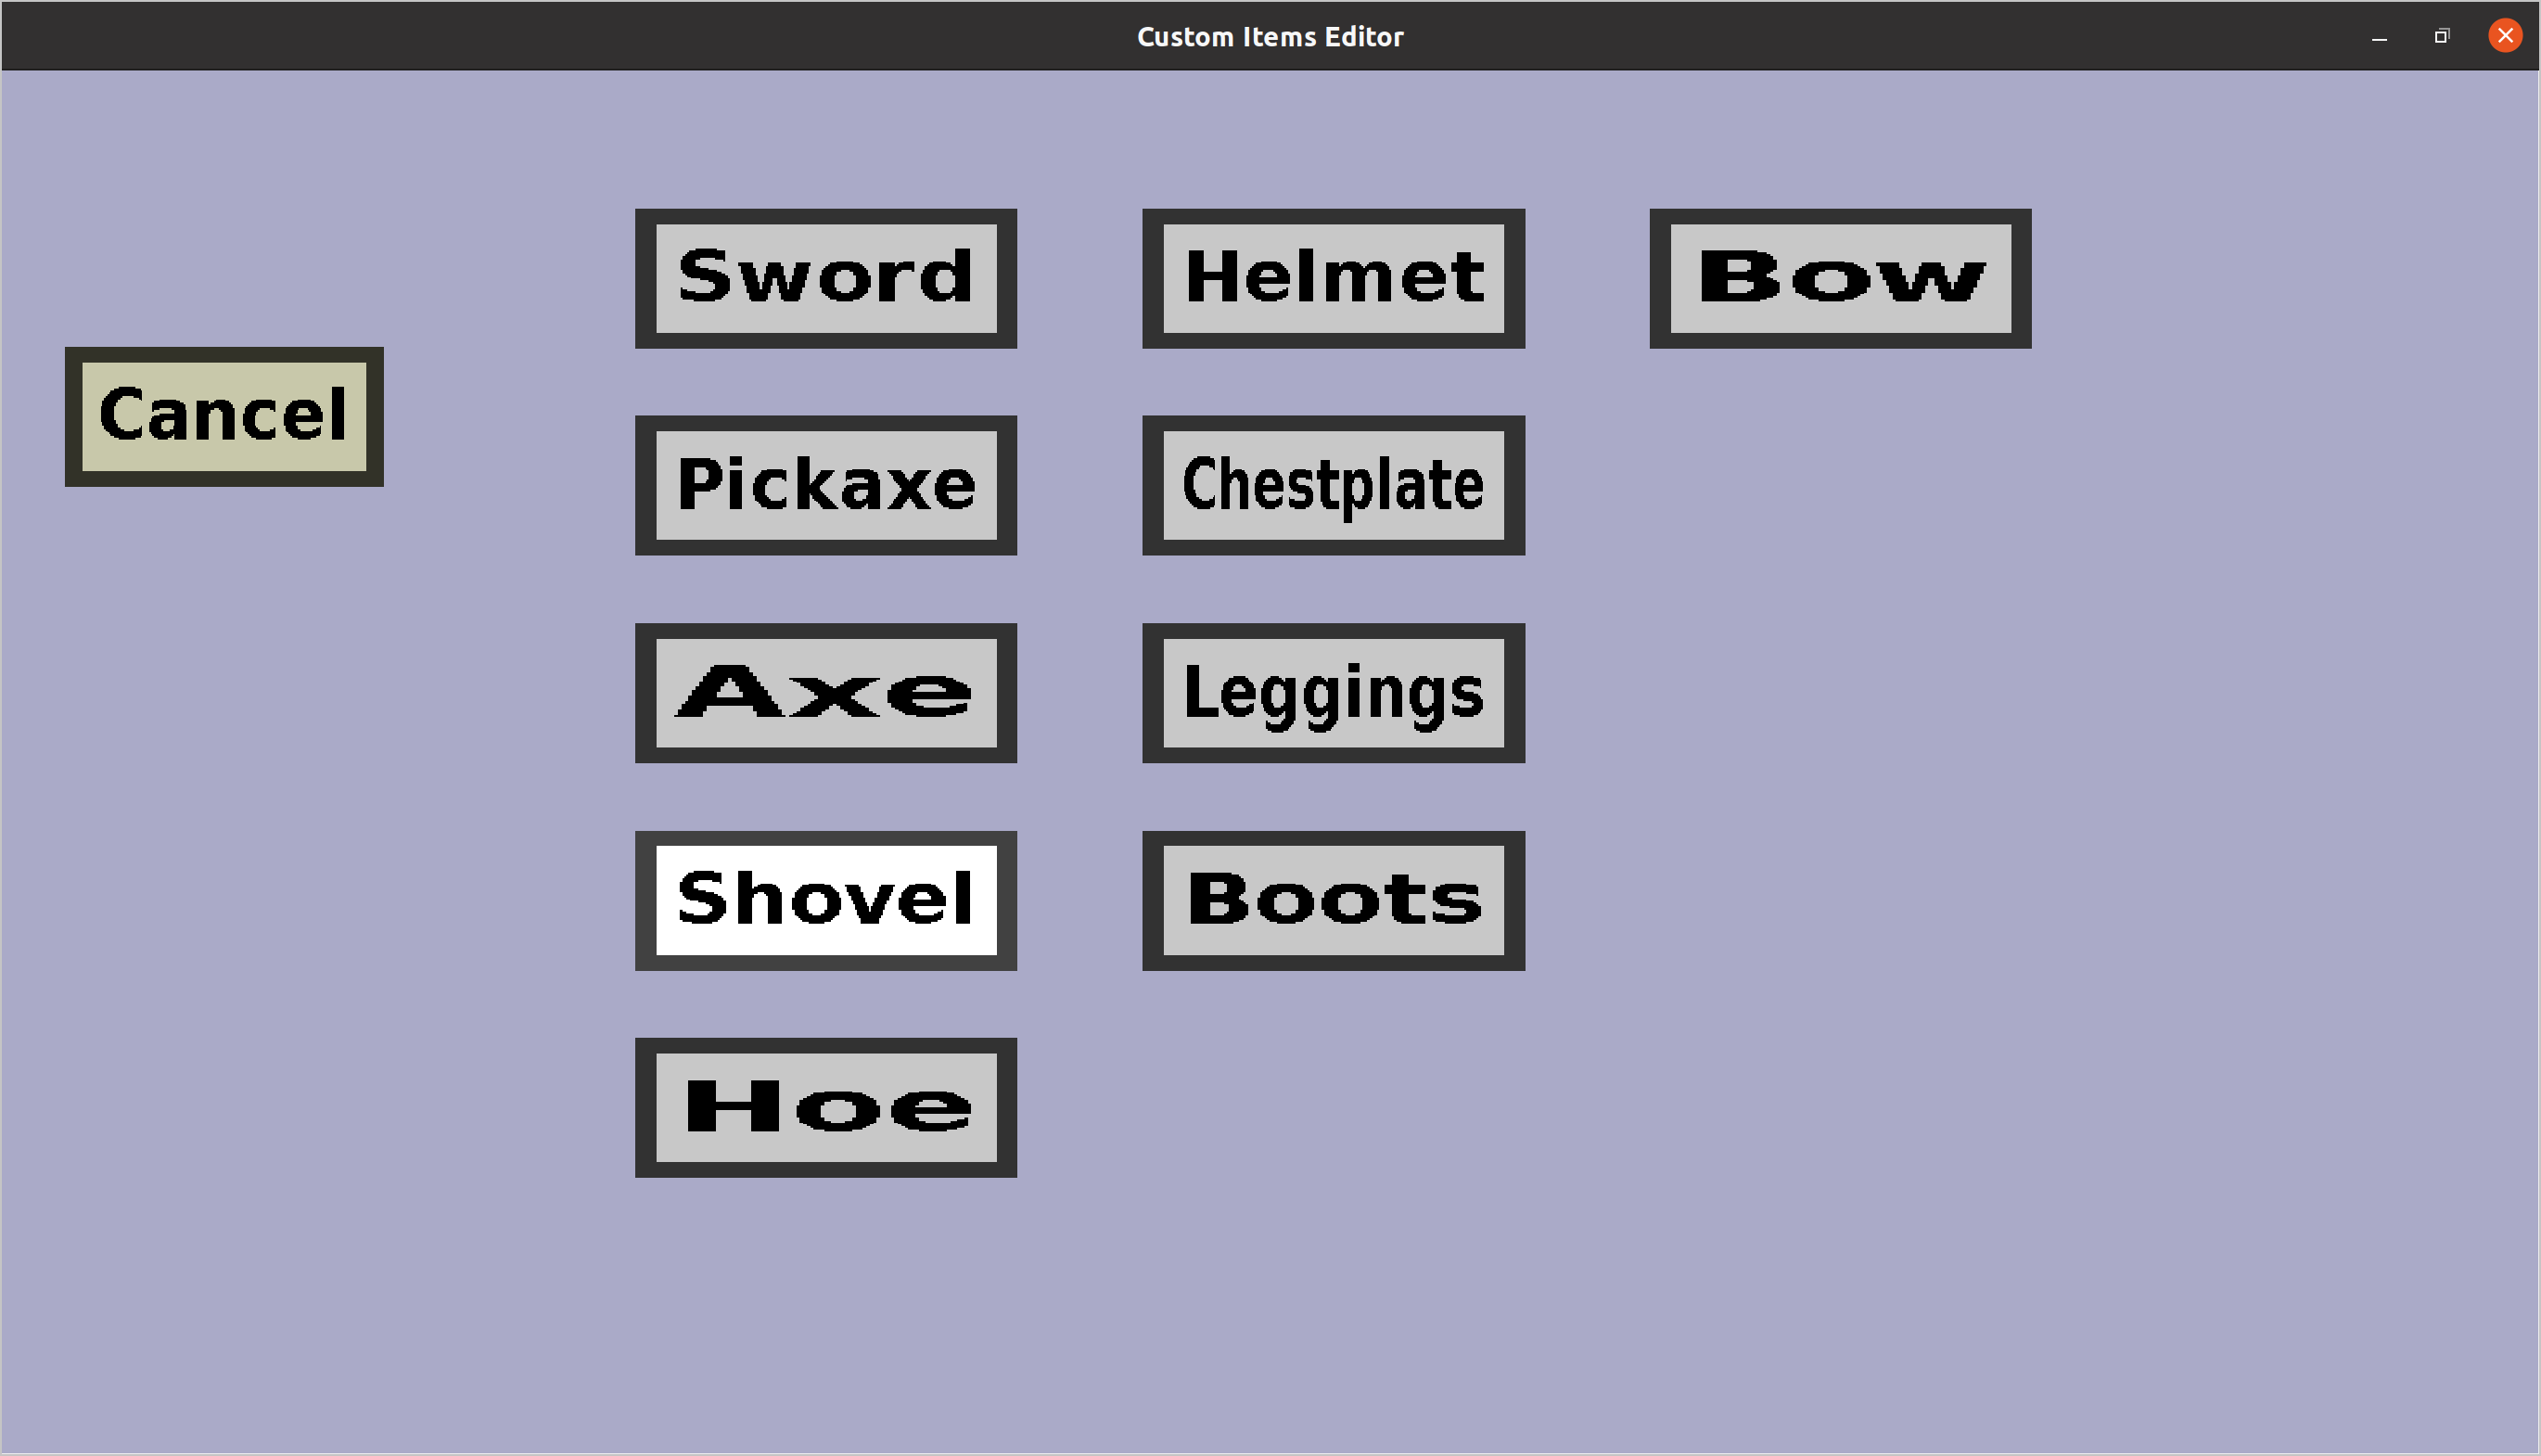 Custom Items Editor
Sword Helmet Bow
Cancel
Pickaxe Chestplate
Axe Leggings
Shovel Boots
Hoe